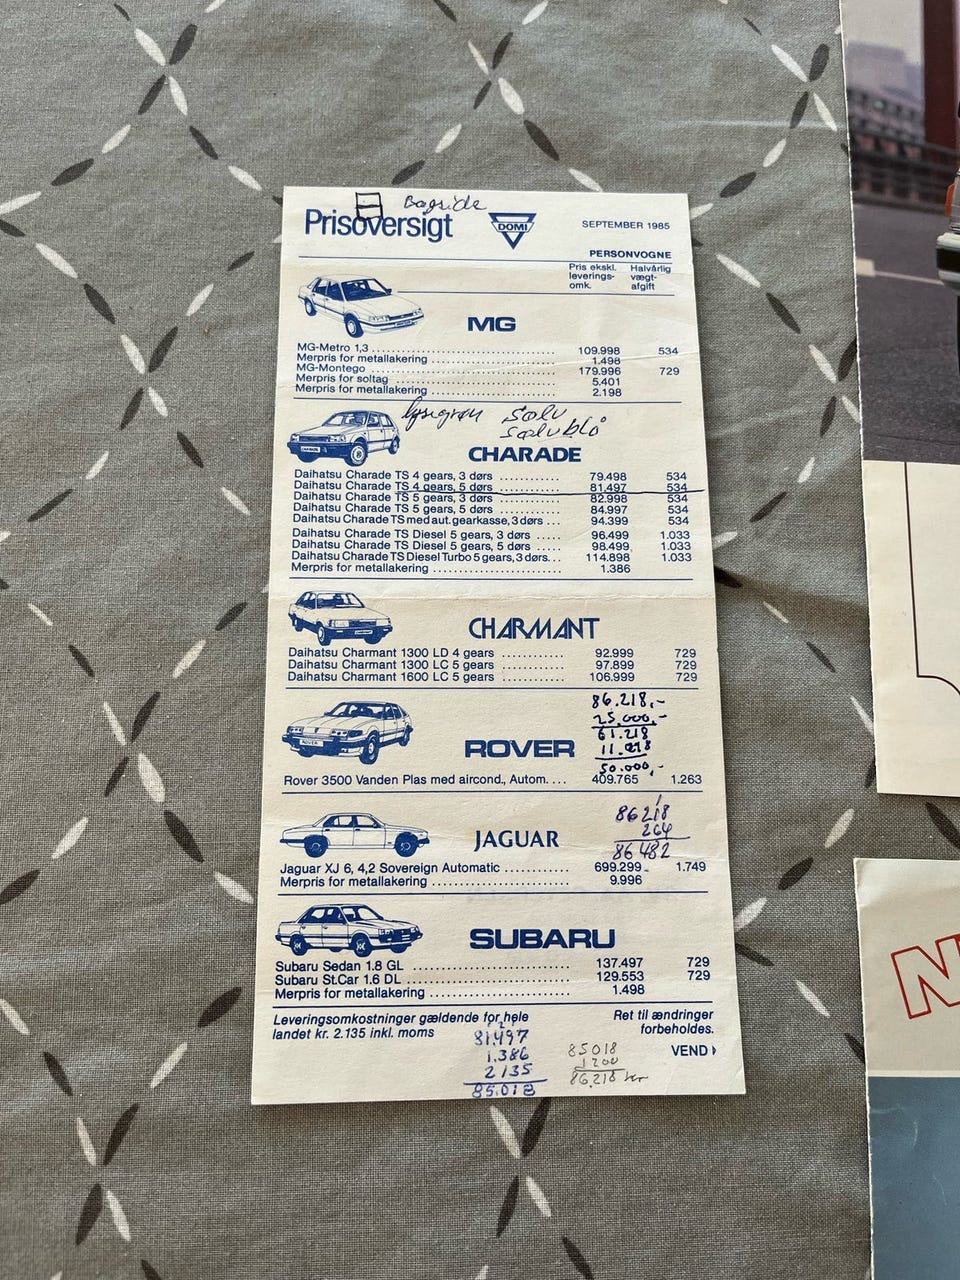 Bagside
Prisoversigt DOMI SEPTEMBER 1985
PERSONVOGNE
Pris ekskl. leverings- omk. Halvårlig vægt- afgift
MG
MG-Metro 1,3 109.998 534
Merpris for metallakering 1.498
MG-Montego 179.996 729
Merpris for soltag 5.401
Merpris for metallakering 2.198
lysegrøn Sølv
Sølvblå
CHARADE
Daihatsu Charade TS 4 gears, 3 dørs 79.498 534
Daihatsu Charade TS 4 gears, 5 dørs 81.497 534
Daihatsu Charade TS 5 gears, 3 dørs 82.998 534
Daihatsu Charade TS 5 gears, 5 dørs 84.997 534
Daihatsu Charade TS med aut. gearkasse, 3 dørs 94.399 534
Daihatsu Charade TS Diesel 5 gears, 3 dørs 96.499 1.033
Daihatsu Charade TS Diesel 5 gears, 5 dørs 98.499 1.033
Daihatsu Charade TS Diesel Turbo 5 gears, 3 dørs 114.898 1.033
Merpris for metallakering 1.386
CHARMANT
Daihatsu Charmant 1300 LD 4 gears 92.999 729
Daihatsu Charmant 1300 LC 5 gears 97.899 729
Daihatsu Charmant 1600 LC 5 gears 106.999 729
86.218,-
25.000,-
61.218
11.218
50.000,-
ROVER
ROVER
Rover 3500 Vanden Plas med aircond., Autom. 409.765 1.263
86218
264
86482
JAGUAR
Jaguar XJ 6, 4,2 Sovereign Automatic 699.299 1.749
Merpris for metallakering 9.996
SUBARU
Subaru Sedan 1.8 GL 137.497 729
Subaru St.Car 1.6 DL 129.553 729
Merpris for metallakering 1.498
Leveringsomkostninger gældende for hele
landet kr. 2.135 inkl. moms
Ret til ændringer
forbeholdes.
VEND
81.497
1.386
2135
85.018
85018
1200
86.218 kr
N